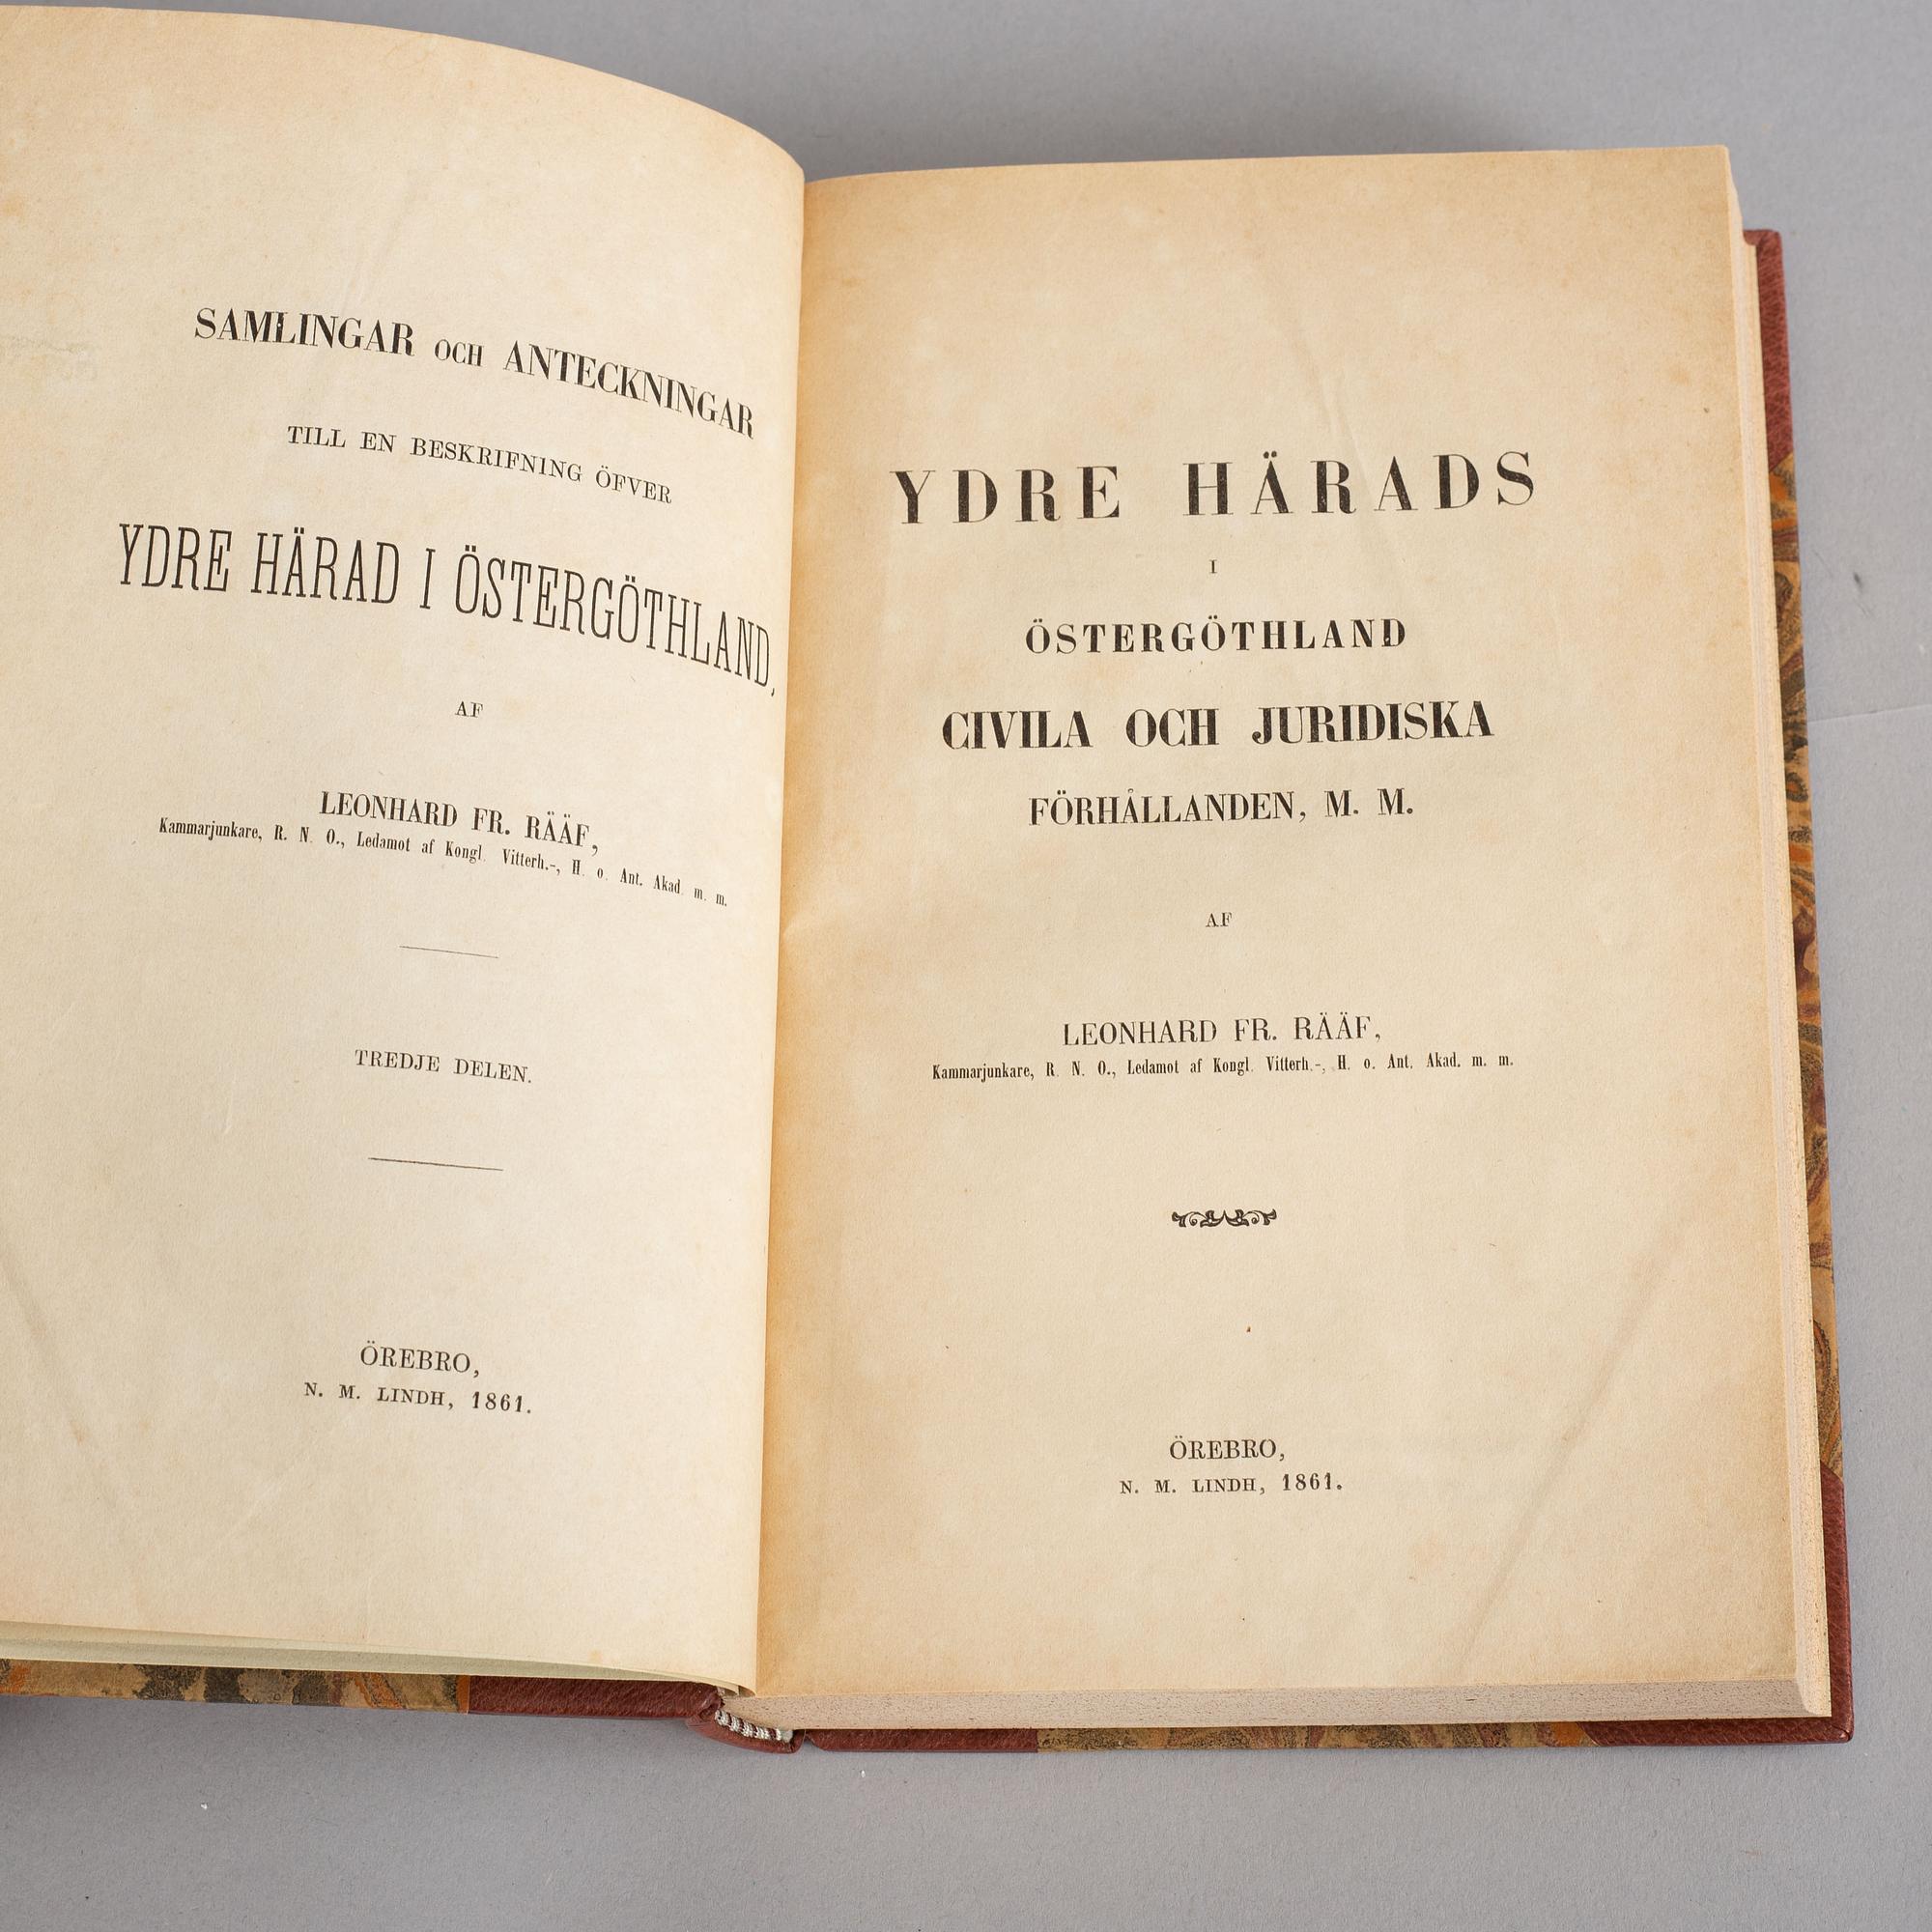 SAMLINGAR OCH ANTECKNINGAR
TILL EN BESKRIFNING ÖFVER
YDRE HÄRAD I ÖSTERGÖTHLAND,
AF
LEONHARD FR. RÄÄF,
Kammarjunkare, R. N. O., Ledamot af Kongl. Vitterh.-, H. o. Ant. Akad. m. m.
TREDJE DELEN.
ÖREBRO,
N. M. LINDH, 1861.
YDRE HÄRADS
I
ÖSTERGÖTHLAND
CIVILA OCH JURIDISKA
FÖRHÅLLANDEN, M. M.
AF
LEONHARD FR. RÄÄF,
Kammarjunkare, R. N. O., Ledamot af Kongl. Vitterh.-, H. o. Ant. Akad. m. m.
ÖREBRO,
N. M. LINDH, 1861.